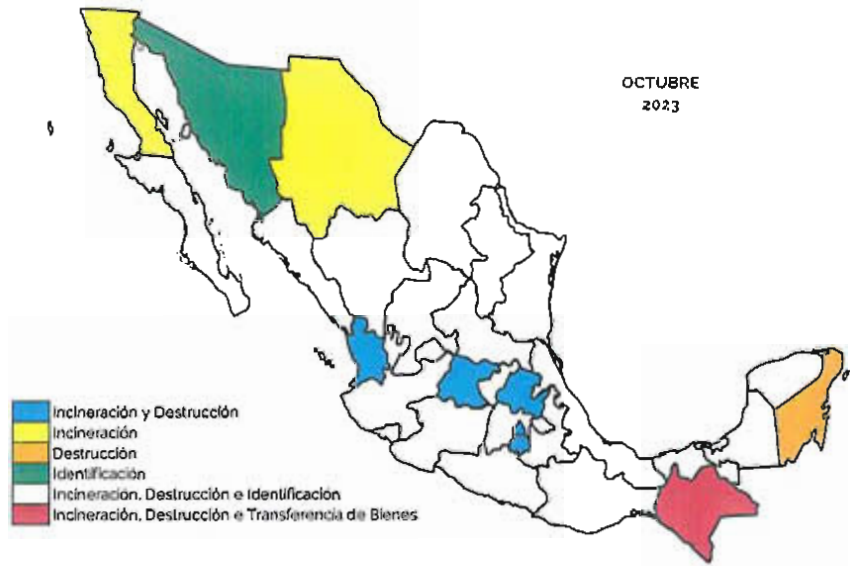 OCTUBRE
2023
Incineración y Destrucción
Incineración
Destrucción
Identificación
Incineración, Destrucción e Identificación
Incineración, Destrucción e Transferencia de Bienes